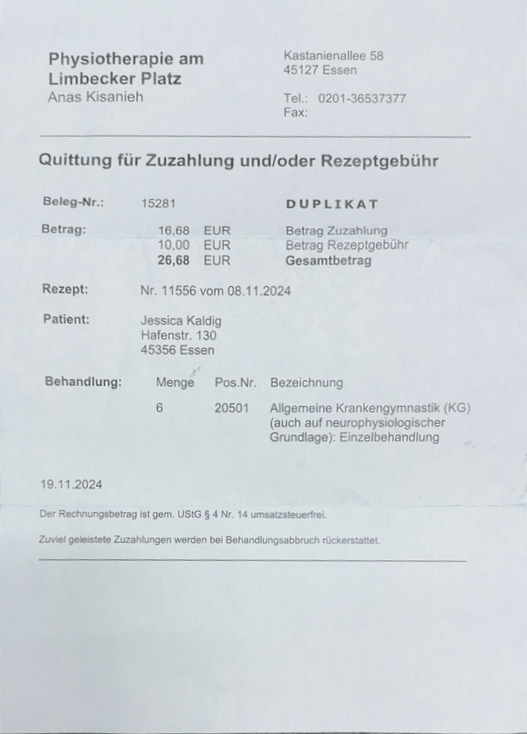 Physiotherapie am
Limbecker Platz
Anas Kisanieh
Kastanienallee 58
45127 Essen
Tel.: 0201-36537377
Fax:
Quittung für Zuzahlung und/oder Rezeptgebühr
Beleg-Nr.: 15281 DUPLIKAT
Betrag: 16,68 EUR Betrag Zuzahlung
10,00 EUR Betrag Rezeptgebühr
26,68 EUR Gesamtbetrag
Rezept: Nr. 11556 vom 08.11.2024
Patient: Jessica Kaldig
Hafenstr. 130
45356 Essen
Behandlung: Menge Pos.Nr. Bezeichnung
6 20501 Allgemeine Krankengymnastik (KG)
(auch auf neurophysiologischer
Grundlage): Einzelbehandlung
19.11.2024
Der Rechnungsbetrag ist gem. UStG § 4 Nr. 14 umsatzsteuerfrei.
Zuviel geleistete Zuzahlungen werden bei Behandlungsabbruch rückerstattet.